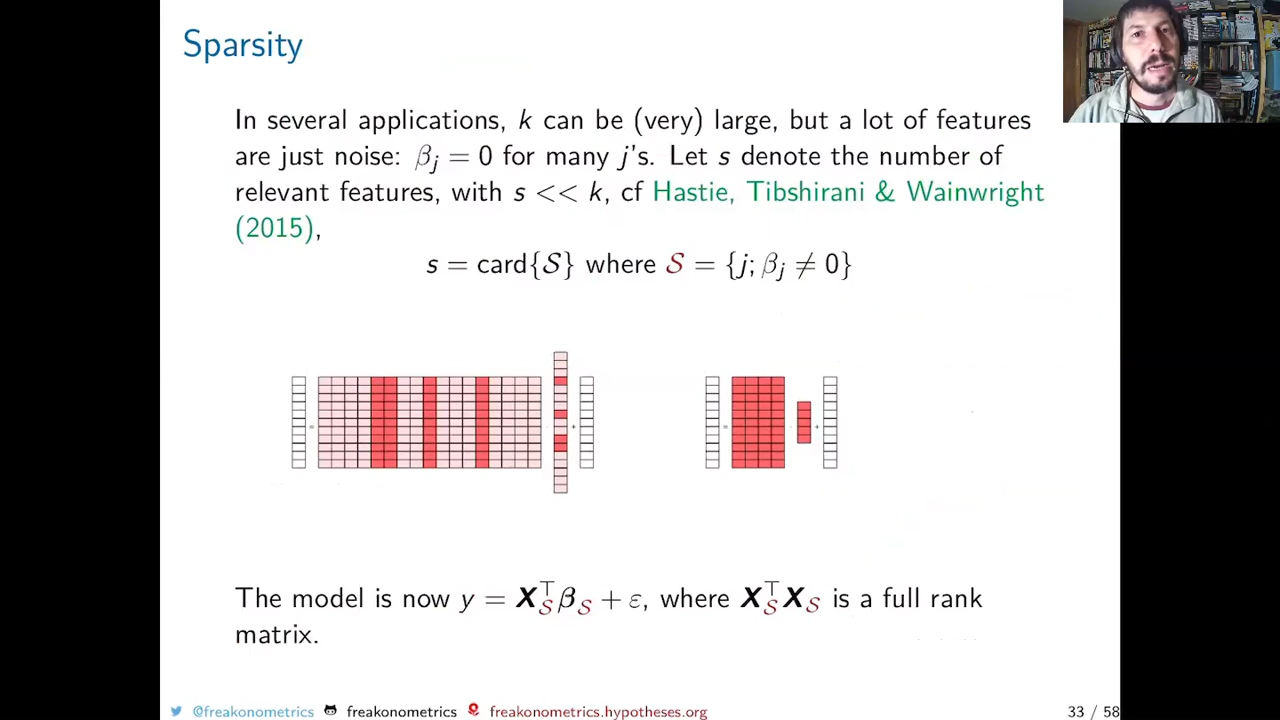 Sparsity
In several applications, k can be (very) large, but a lot of features
are just noise: βj = 0 for many j's. Let s denote the number of
relevant features, with s << k, cf Hastie, Tibshirani & Wainwright
(2015),
s = card{𝒮} where 𝒮 = {j; βj ≠ 0}
= · +
= · +
The model is now y = X⊤𝒮β𝒮 + ε, where X⊤𝒮X𝒮 is a full rank
matrix.
@freakonometrics freakonometrics freakonometrics.hypotheses.org 33 / 58